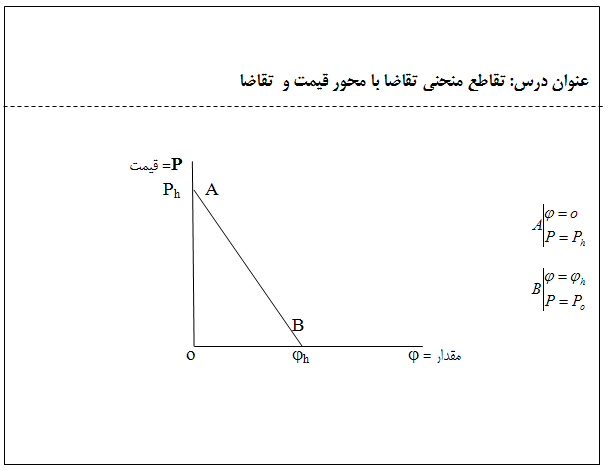 عنوان درس: تقاطع منحنی تقاضا با محور قیمت و تقاضا
P= قیمت
Pₕ A
A φ = o
P = Pₕ
B φ = φₕ
P = Pₒ
B
o φₕ φ = مقدار